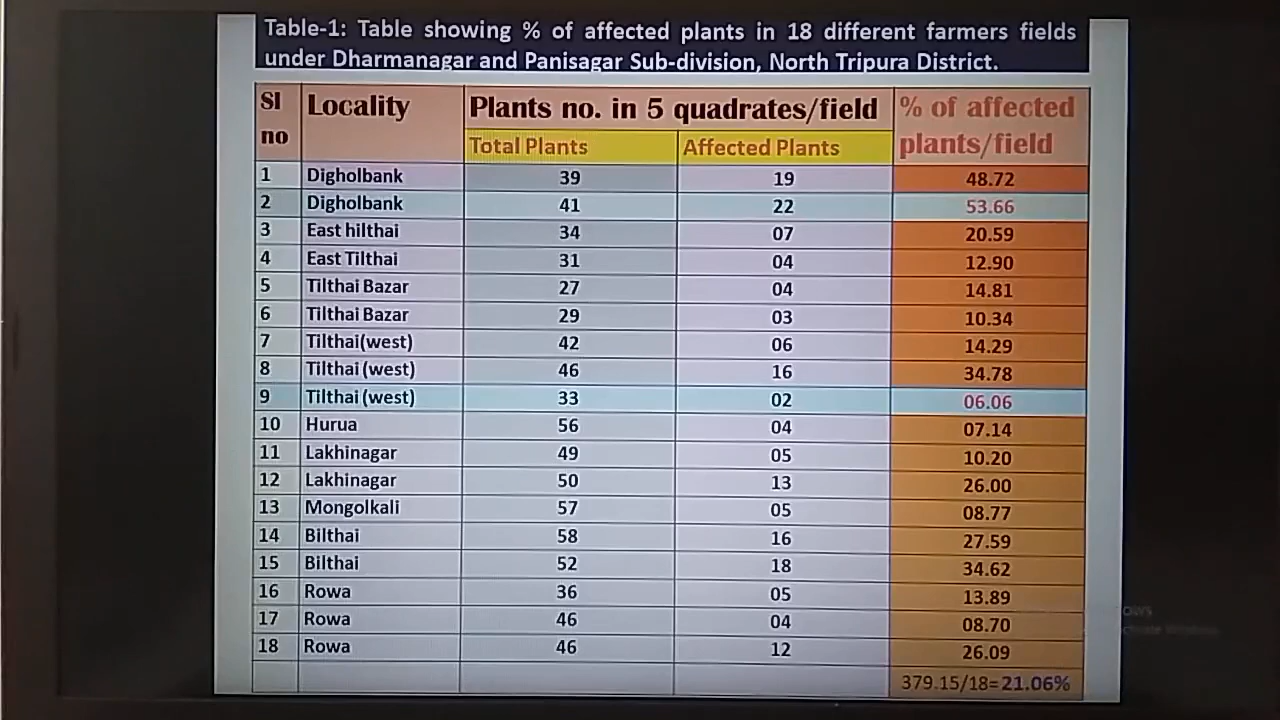 Table-1: Table showing % of affected plants in 18 different farmers fields
under Dharmanagar and Panisagar Sub-division, North Tripura District.
Sl no Locality Plants no. in 5 quadrates/field % of affected plants/field
Total Plants Affected Plants
1 Digholbank 39 19 48.72
2 Digholbank 41 22 53.66
3 East hilthai 34 07 20.59
4 East Tilthai 31 04 12.90
5 Tilthai Bazar 27 04 14.81
6 Tilthai Bazar 29 03 10.34
7 Tilthai(west) 42 06 14.29
8 Tilthai (west) 46 16 34.78
9 Tilthai (west) 33 02 06.06
10 Hurua 56 04 07.14
11 Lakhinagar 49 05 10.20
12 Lakhinagar 50 13 26.00
13 Mongolkali 57 05 08.77
14 Bilthai 58 16 27.59
15 Bilthai 52 18 34.62
16 Rowa 36 05 13.89
17 Rowa 46 04 08.70
18 Rowa 46 12 26.09
379.15/18=21.06%